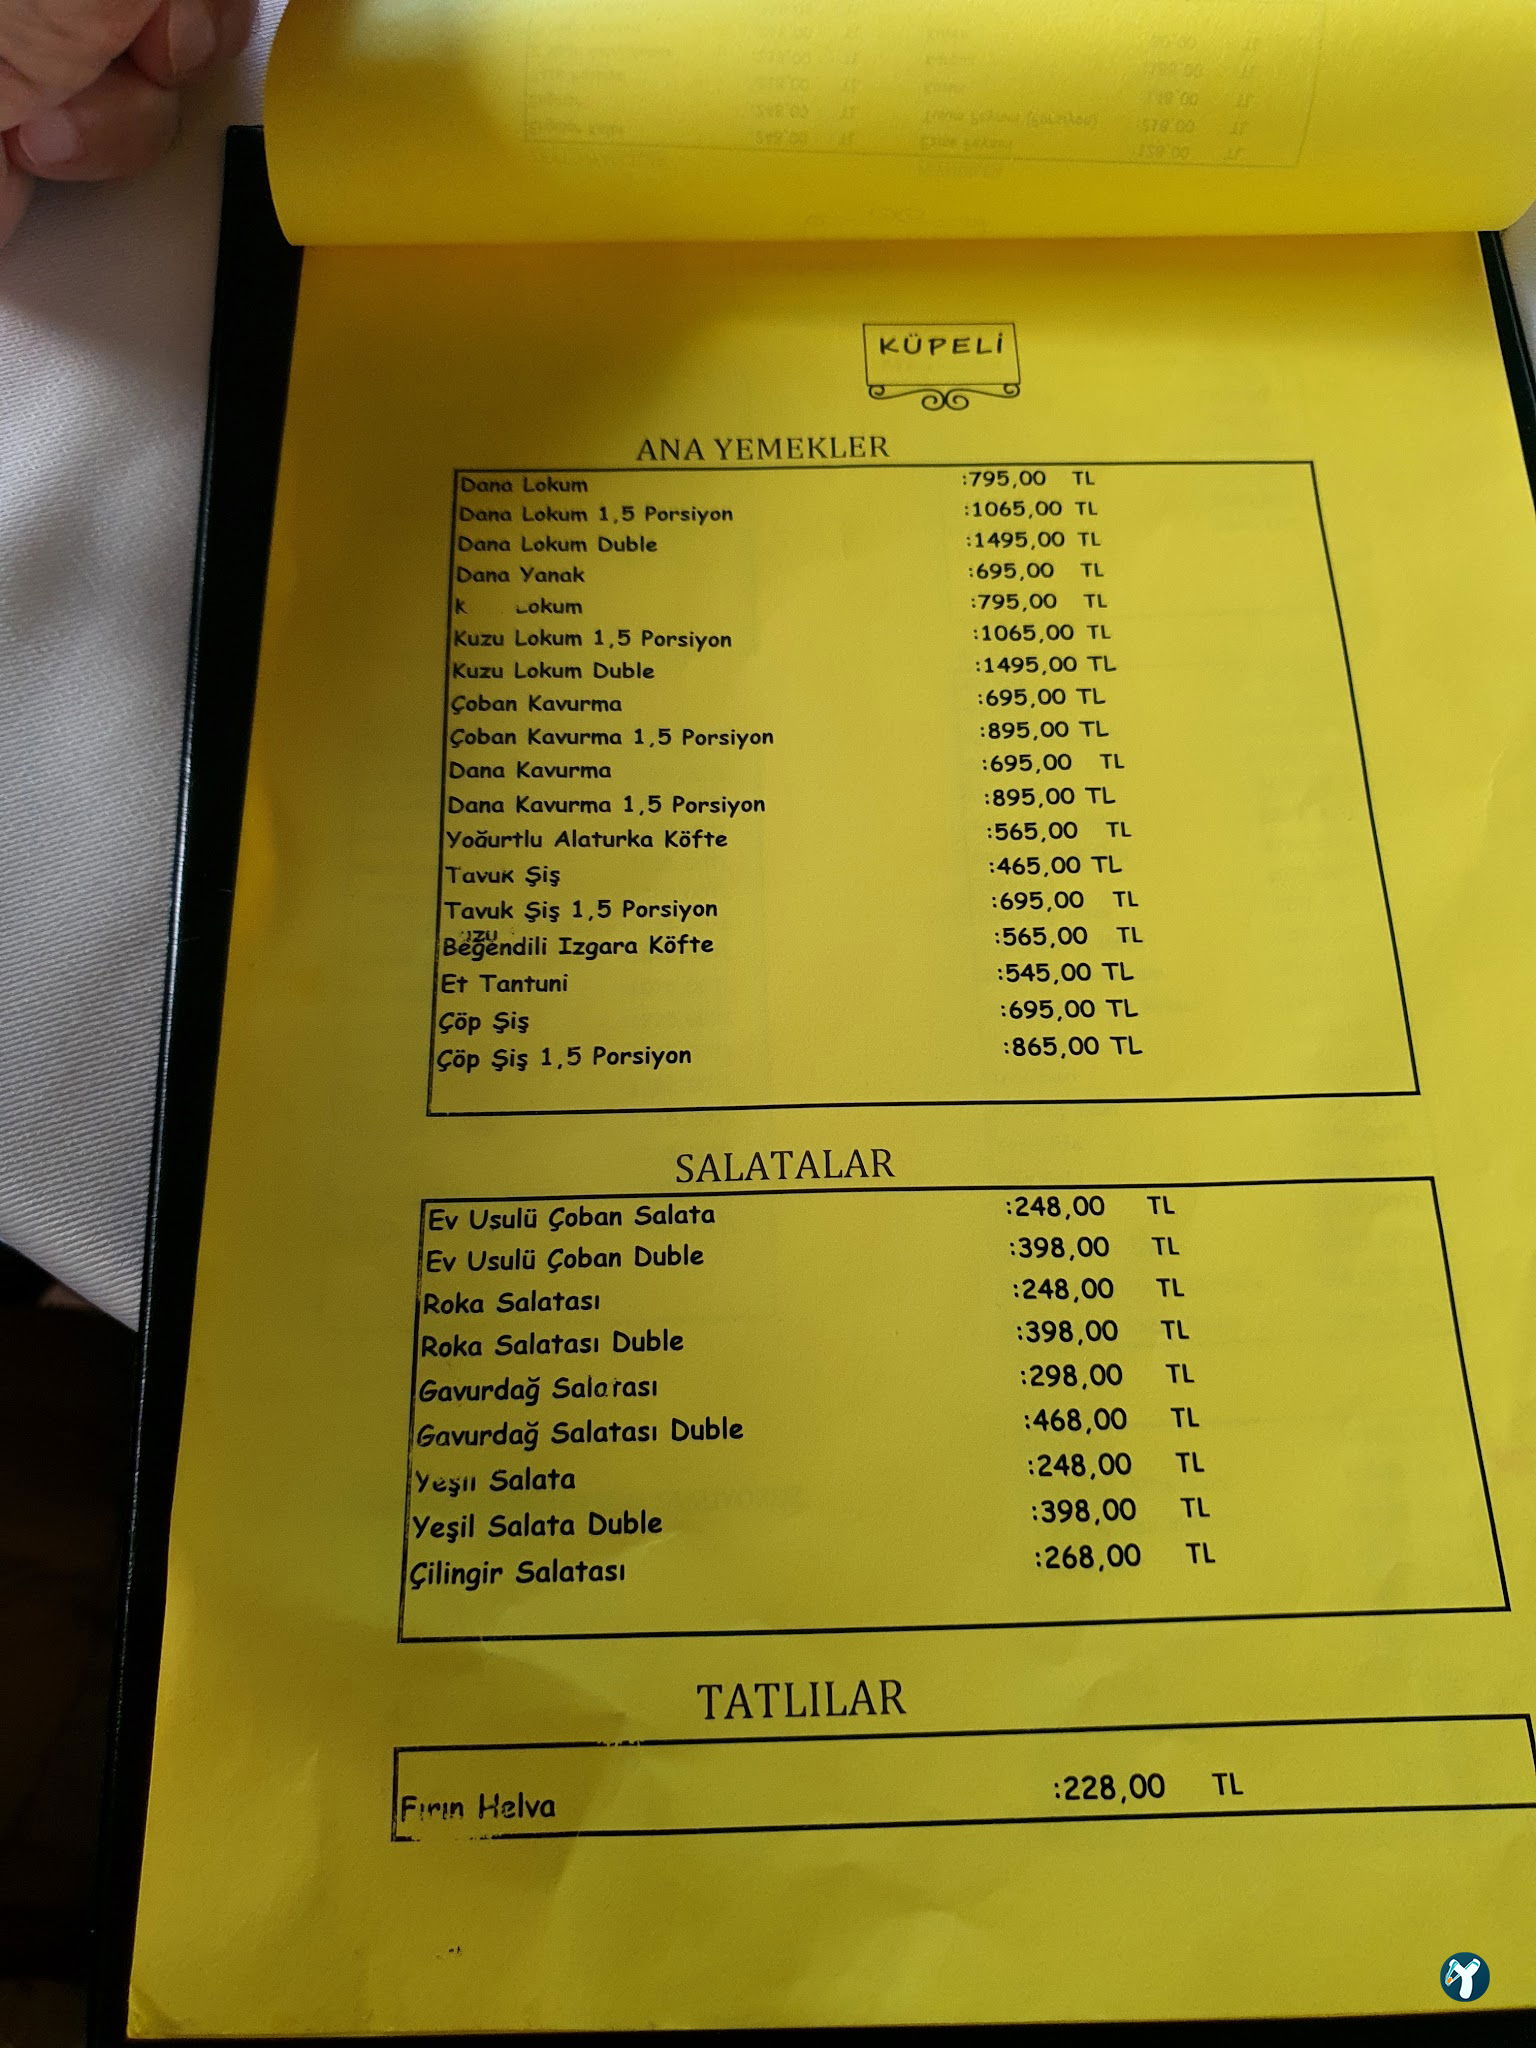 KÜPELİ
ANA YEMEKLER
Dana Lokum :795,00 TL
Dana Lokum 1,5 Porsiyon :1065,00 TL
Dana Lokum Duble :1495,00 TL
Dana Yanak :695,00 TL
K Lokum :795,00 TL
Kuzu Lokum 1,5 Porsiyon :1065,00 TL
Kuzu Lokum Duble :1495,00 TL
Çoban Kavurma :695,00 TL
Çoban Kavurma 1,5 Porsiyon :895,00 TL
Dana Kavurma :695,00 TL
Dana Kavurma 1,5 Porsiyon :895,00 TL
Yoğurtlu Alaturka Köfte :565,00 TL
Tavuk Şiş :465,00 TL
Tavuk Şiş 1,5 Porsiyon :695,00 TL
Beğendili Izgara Köfte :565,00 TL
Et Tantuni :545,00 TL
Çöp Şiş :695,00 TL
Çöp Şiş 1,5 Porsiyon :865,00 TL
SALATALAR
Ev Usulü Çoban Salata :248,00 TL
Ev Usulü Çoban Duble :398,00 TL
Roka Salatası :248,00 TL
Roka Salatası Duble :398,00 TL
Gavurdağ Salatası :298,00 TL
Gavurdağ Salatası Duble :468,00 TL
Yeşil Salata :248,00 TL
Yeşil Salata Duble :398,00 TL
Çilingir Salatası :268,00 TL
TATLILAR
Fırın Helva :228,00 TL